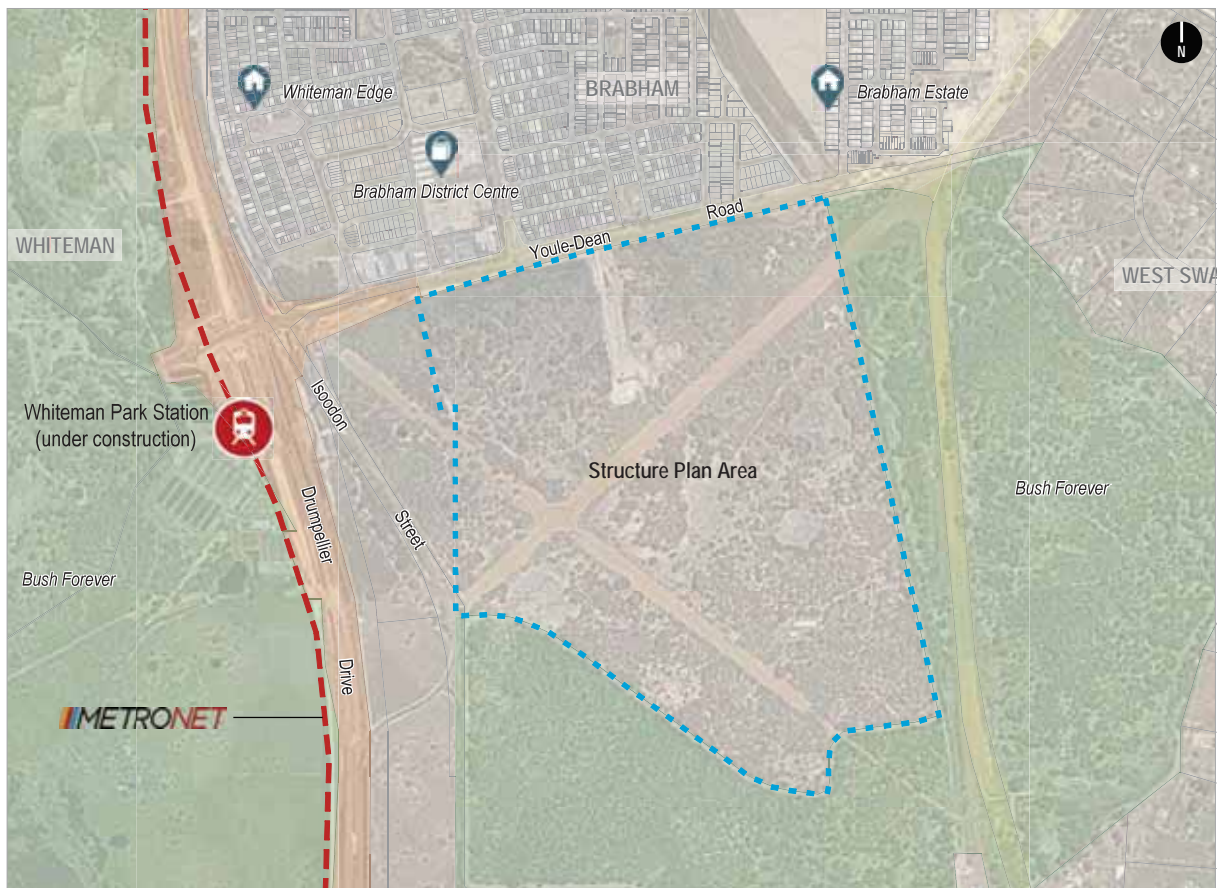 N
Whiteman Edge
BRABHAM
Brabham Estate
Brabham District Centre
Youle-Dean
Road
WHITEMAN
WEST SWA
Whiteman Park Station
(under construction)
Isoodon
Street
Structure Plan Area
Drumpellier
Drive
Bush Forever
Bush Forever
METRONET